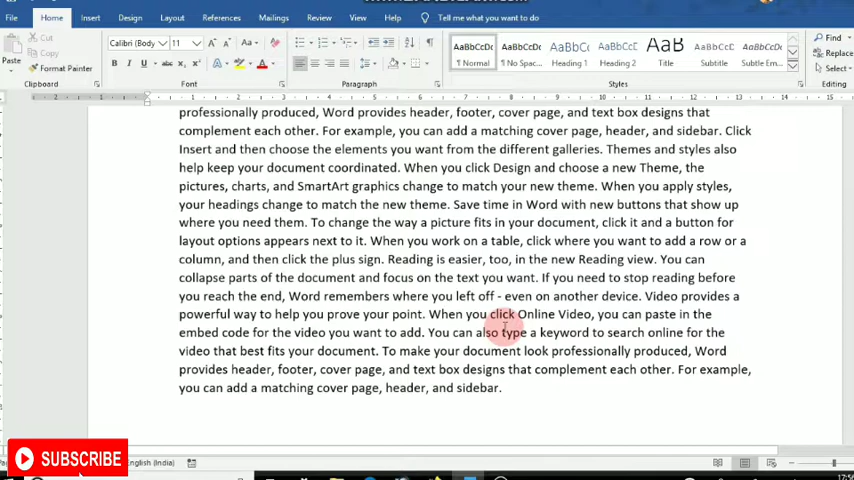 File Home Insert Design Layout References Mailings Review View Help Tell me what you want to do
Cut
Copy
Paste
Format Painter
Clipboard
Calibri (Body) 11
Font
Paragraph
AaBbCcDc AaBbCcDc AaBbC AaBbCcC AaB AaBbCcC AaBbCcDc
¶ Normal ¶ No Spac... Heading 1 Heading 2 Title Subtitle Subtle Em...
Styles
Find
Replace
Select
Editing
professionally produced, Word provides header, footer, cover page, and text box designs that
complement each other. For example, you can add a matching cover page, header, and sidebar. Click
Insert and then choose the elements you want from the different galleries. Themes and styles also
help keep your document coordinated. When you click Design and choose a new Theme, the
pictures, charts, and SmartArt graphics change to match your new theme. When you apply styles,
your headings change to match the new theme. Save time in Word with new buttons that show up
where you need them. To change the way a picture fits in your document, click it and a button for
layout options appears next to it. When you work on a table, click where you want to add a row or a
column, and then click the plus sign. Reading is easier, too, in the new Reading view. You can
collapse parts of the document and focus on the text you want. If you need to stop reading before
you reach the end, Word remembers where you left off - even on another device. Video provides a
powerful way to help you prove your point. When you click Online Video, you can paste in the
embed code for the video you want to add. You can also type a keyword to search online for the
video that best fits your document. To make your document look professionally produced, Word
provides header, footer, cover page, and text box designs that complement each other. For example,
you can add a matching cover page, header, and sidebar.
SUBSCRIBE
English (India)